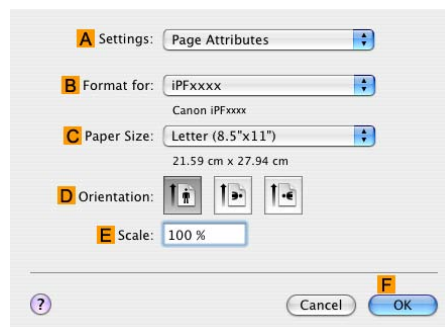 A Settings: Page Attributes
B Format for: iPFxxxx
Canon iPFxxxx
C Paper Size: Letter (8.5"x11")
21.59 cm x 27.94 cm
D Orientation:
E Scale: 100 %
F
? Cancel OK